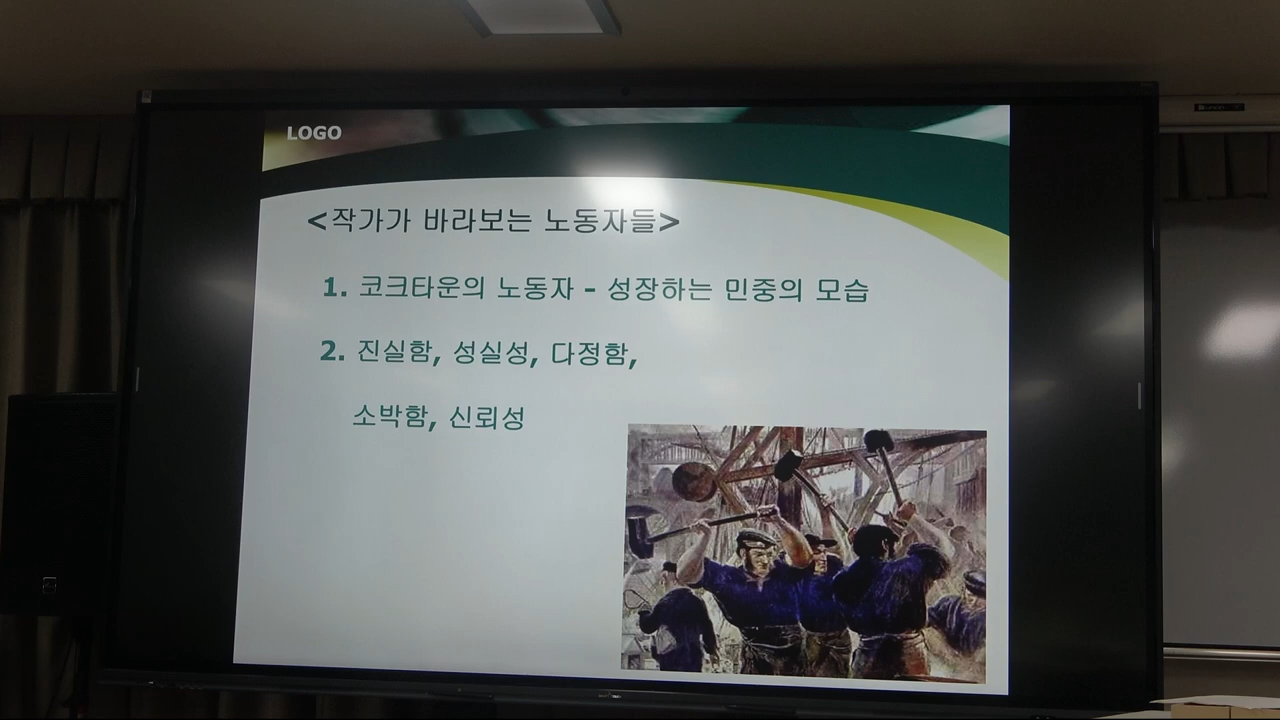 LOGO
<작가가 바라보는 노동자들>
1. 코크타운의 노동자 - 성장하는 민중의 모습
2. 진실함, 성실성, 다정함,
소박함, 신뢰성